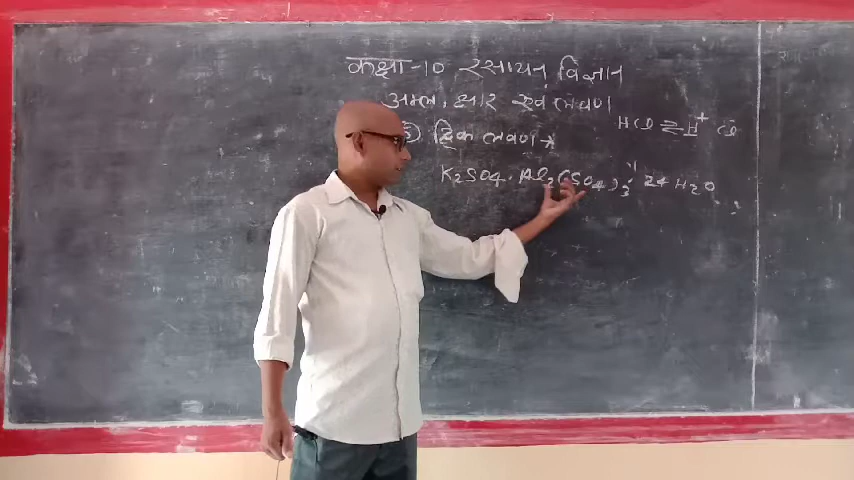 कक्षा-10 रसायन विज्ञान
अम्ल, क्षार एवं लवण
HCl ⇌ H⁺ Cl
द्विक लवण →
K₂SO₄ . Al₂(SO₄)₃ . 24 H₂O